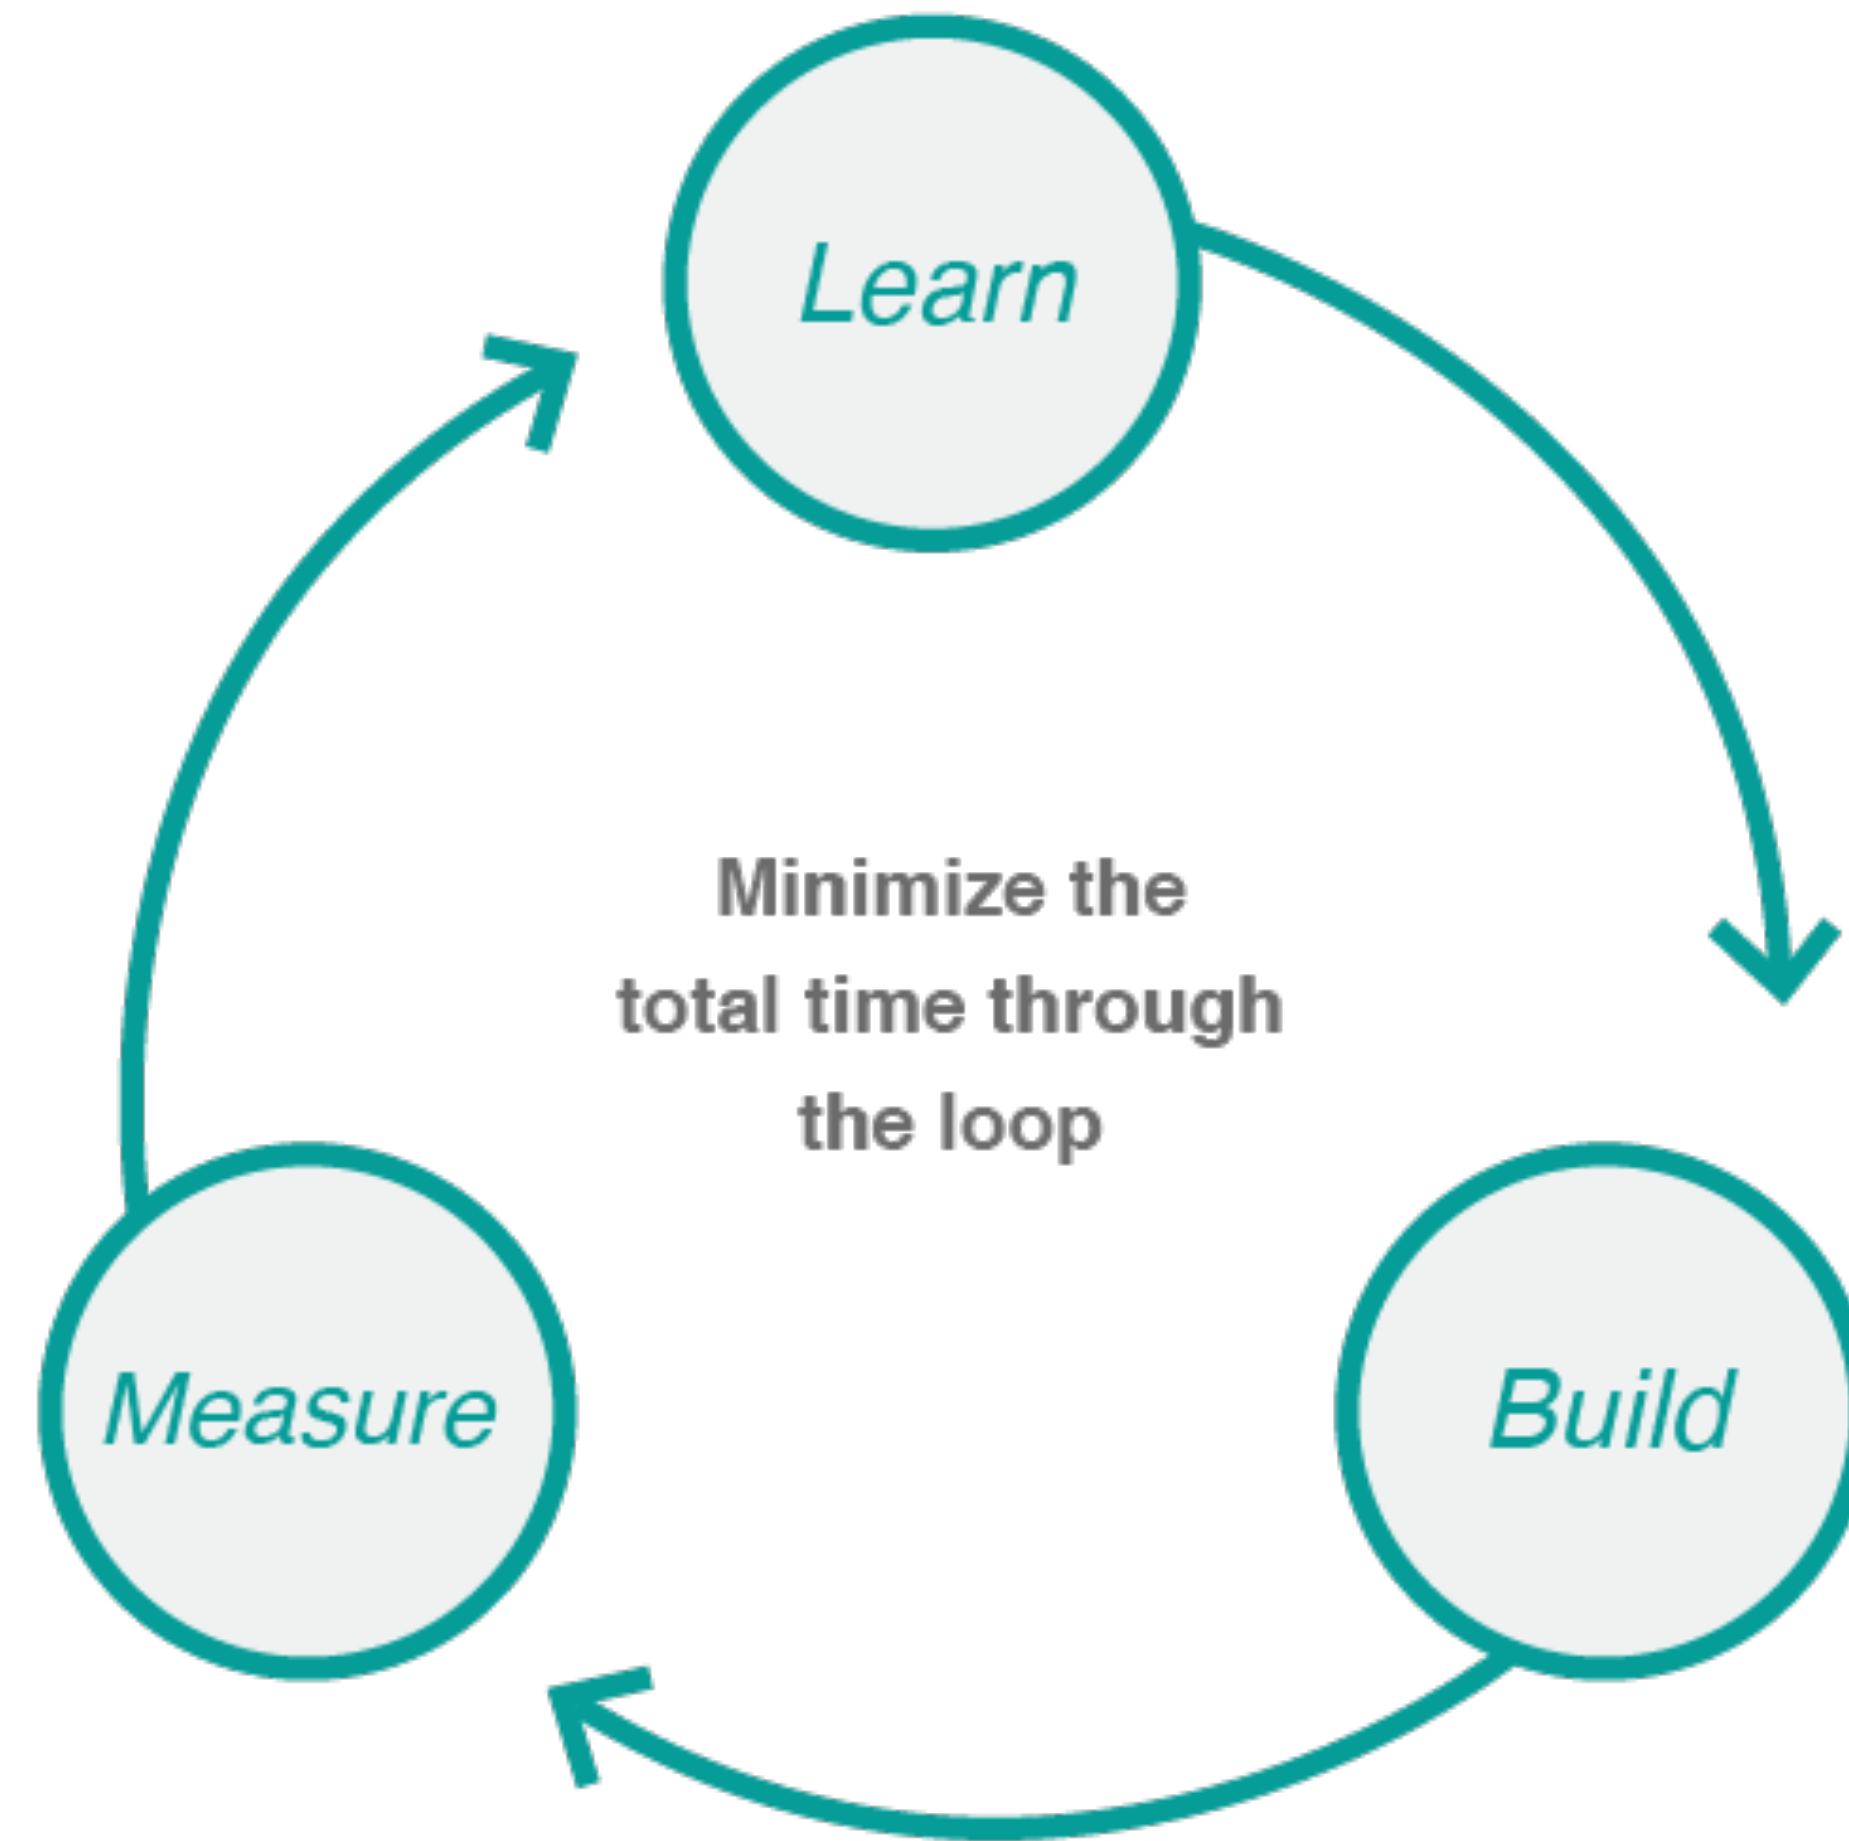 Learn
Minimize the
total time through
the loop
Measure
Build